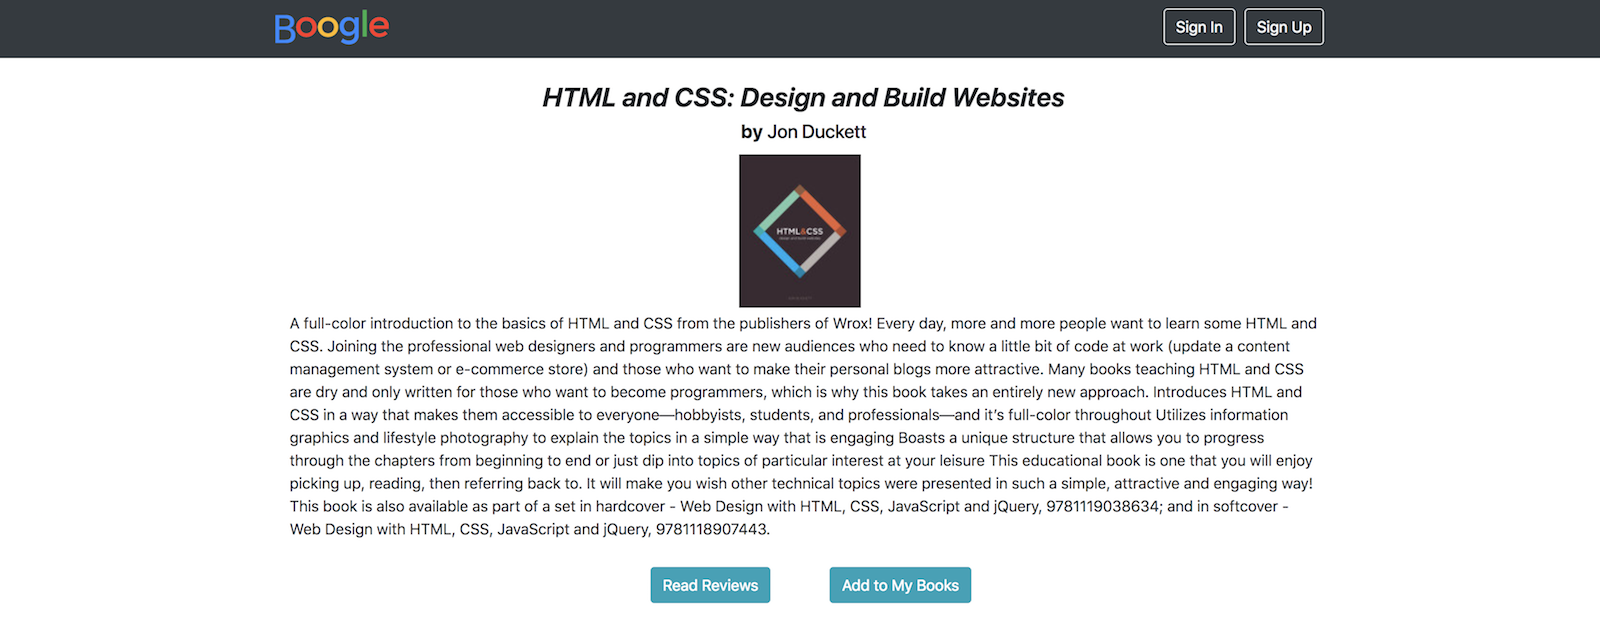 Boogle
Sign In
Sign Up
HTML and CSS: Design and Build Websites
by Jon Duckett
HTML&CSS
A full-color introduction to the basics of HTML and CSS from the publishers of Wrox! Every day, more and more people want to learn some HTML and
CSS. Joining the professional web designers and programmers are new audiences who need to know a little bit of code at work (update a content
management system or e-commerce store) and those who want to make their personal blogs more attractive. Many books teaching HTML and CSS
are dry and only written for those who want to become programmers, which is why this book takes an entirely new approach. Introduces HTML and
CSS in a way that makes them accessible to everyone—hobbyists, students, and professionals—and it’s full-color throughout Utilizes information
graphics and lifestyle photography to explain the topics in a simple way that is engaging Boasts a unique structure that allows you to progress
through the chapters from beginning to end or just dip into topics of particular interest at your leisure This educational book is one that you will enjoy
picking up, reading, then referring back to. It will make you wish other technical topics were presented in such a simple, attractive and engaging way!
This book is also available as part of a set in hardcover - Web Design with HTML, CSS, JavaScript and jQuery, 9781119038634; and in softcover -
Web Design with HTML, CSS, JavaScript and jQuery, 9781118907443.
Read Reviews
Add to My Books